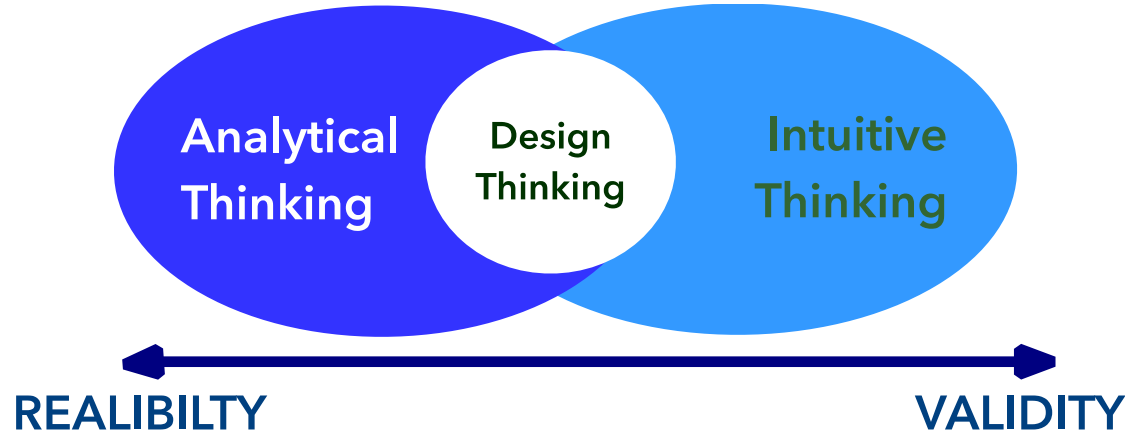 Analytical
Thinking
Design
Thinking
Intuitive
Thinking
REALIBILTY
VALIDITY